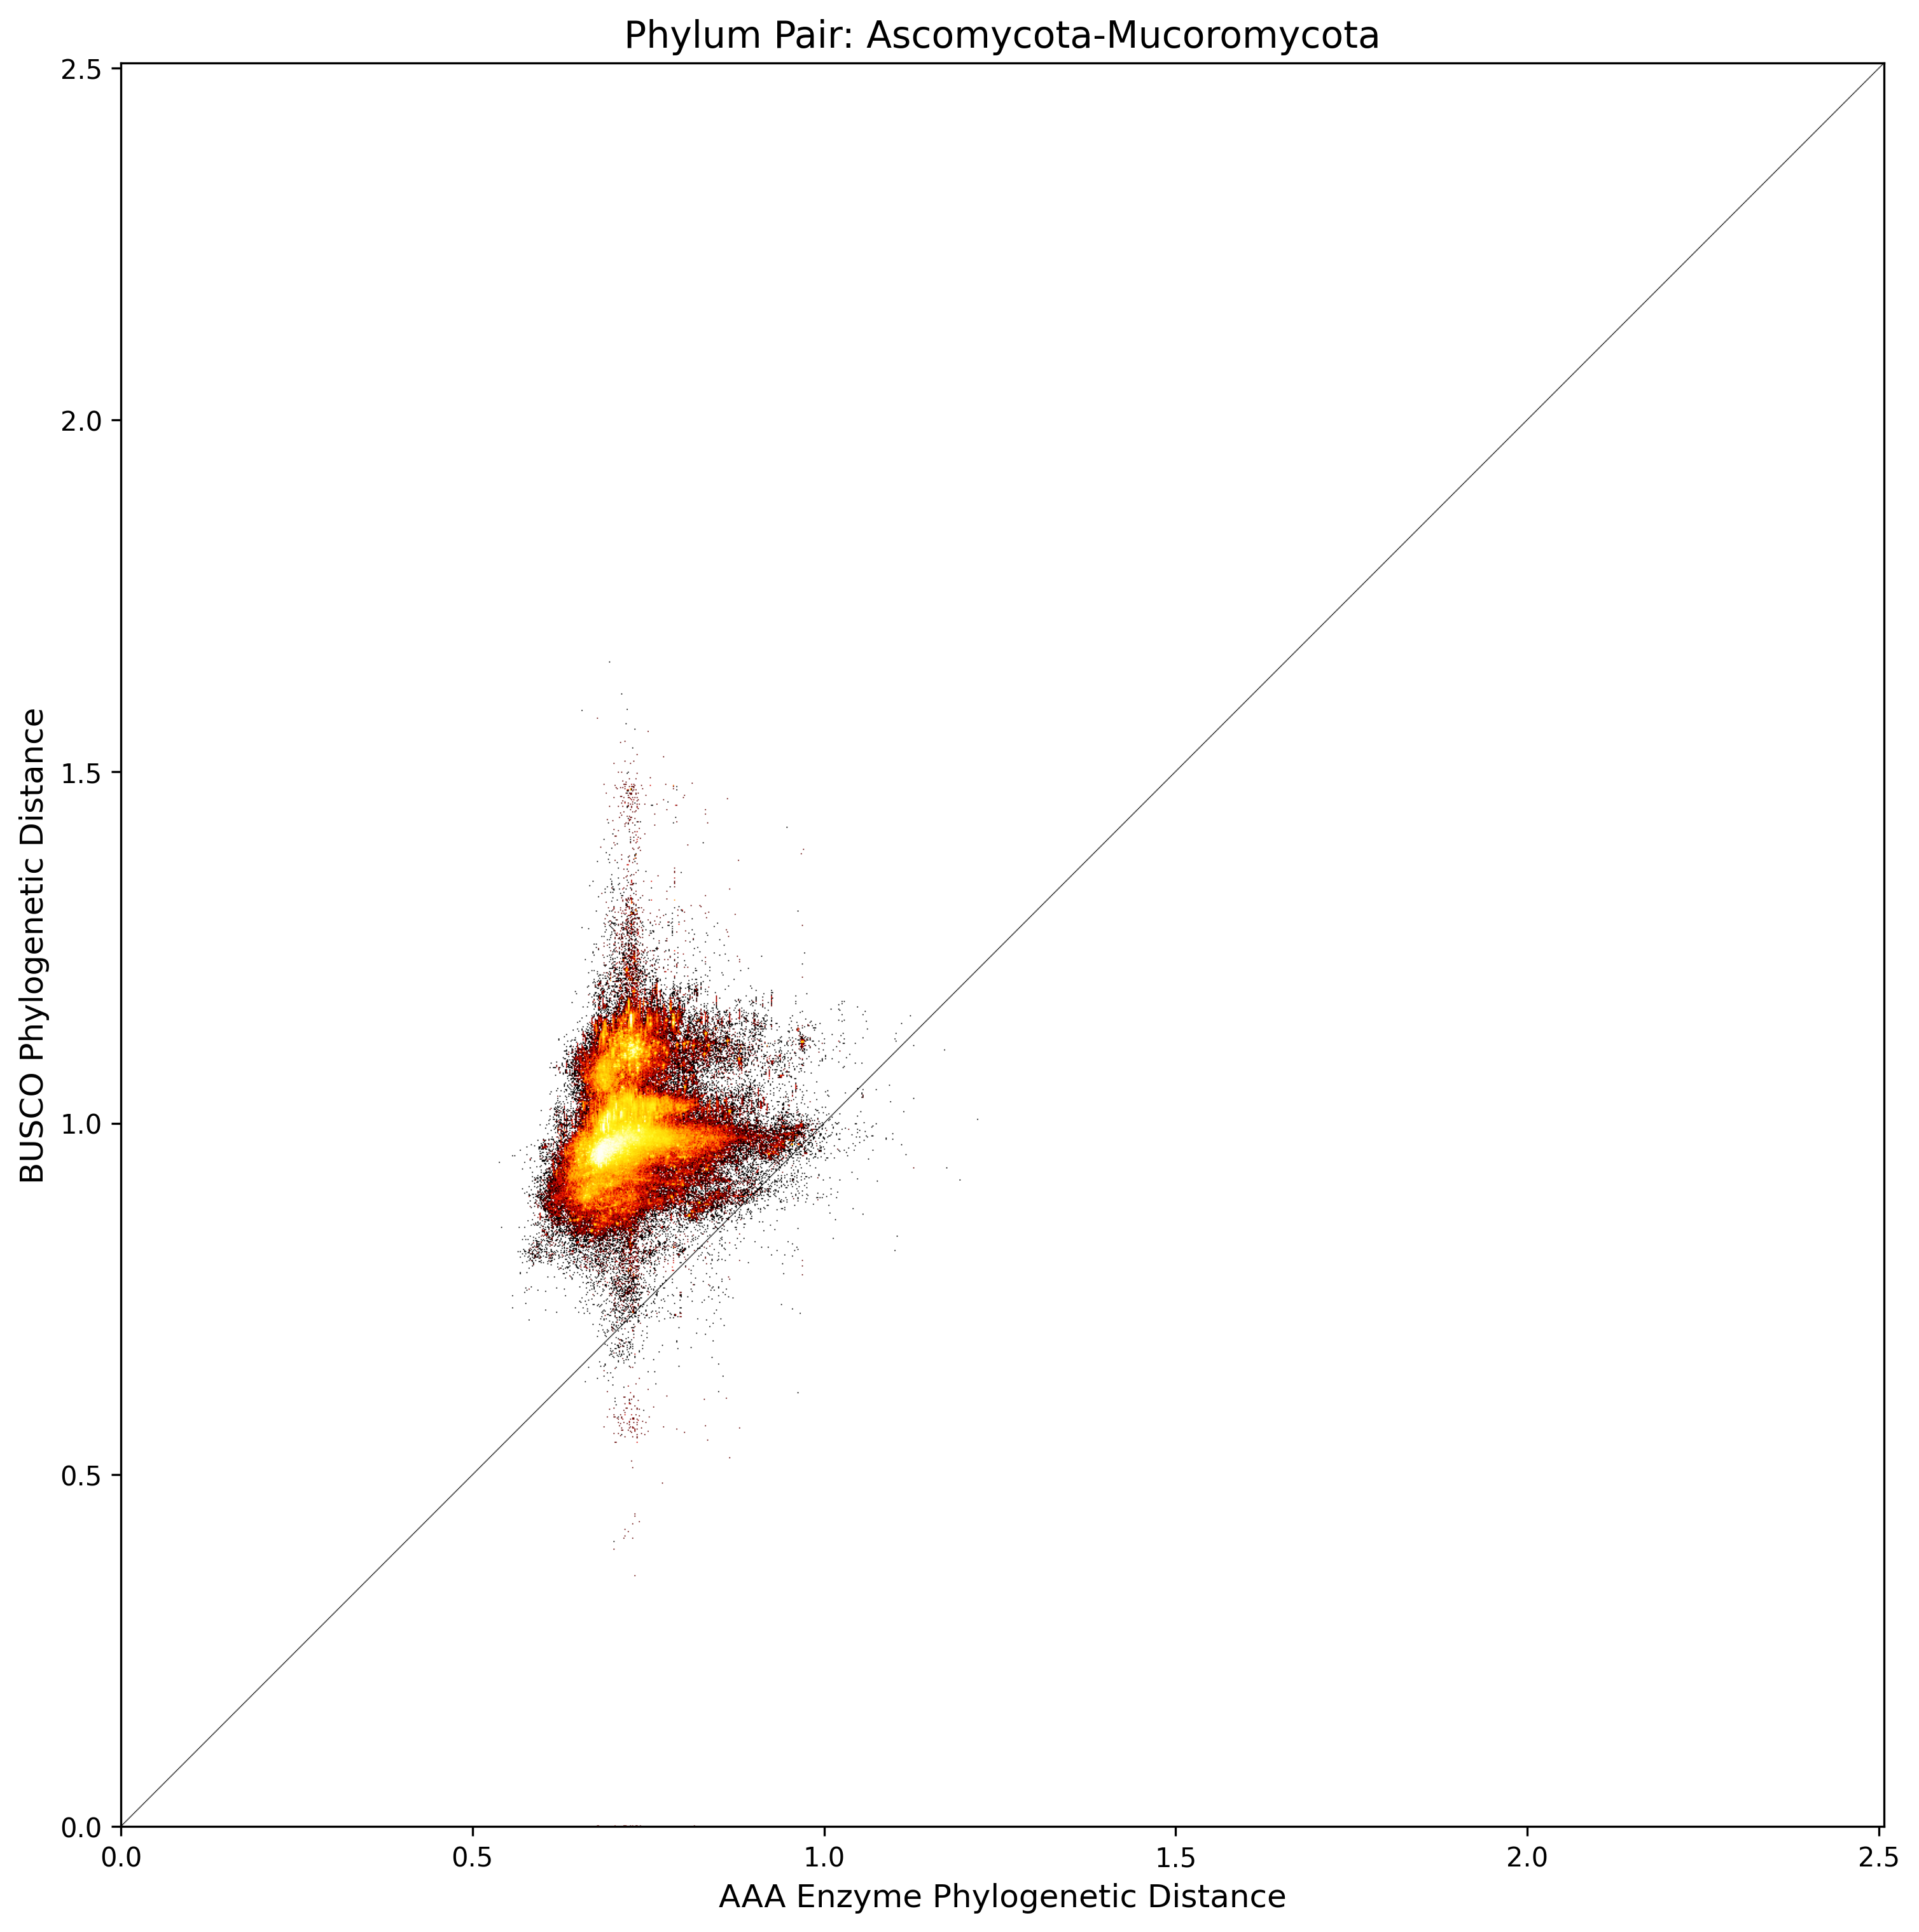 Phylum Pair: Ascomycota-Mucoromycota
2.5
2.0
1.5
1.0
0.5
0.0
BUSCO Phylogenetic Distance
0.0 0.5 1.0 1.5 2.0 2.5
AAA Enzyme Phylogenetic Distance